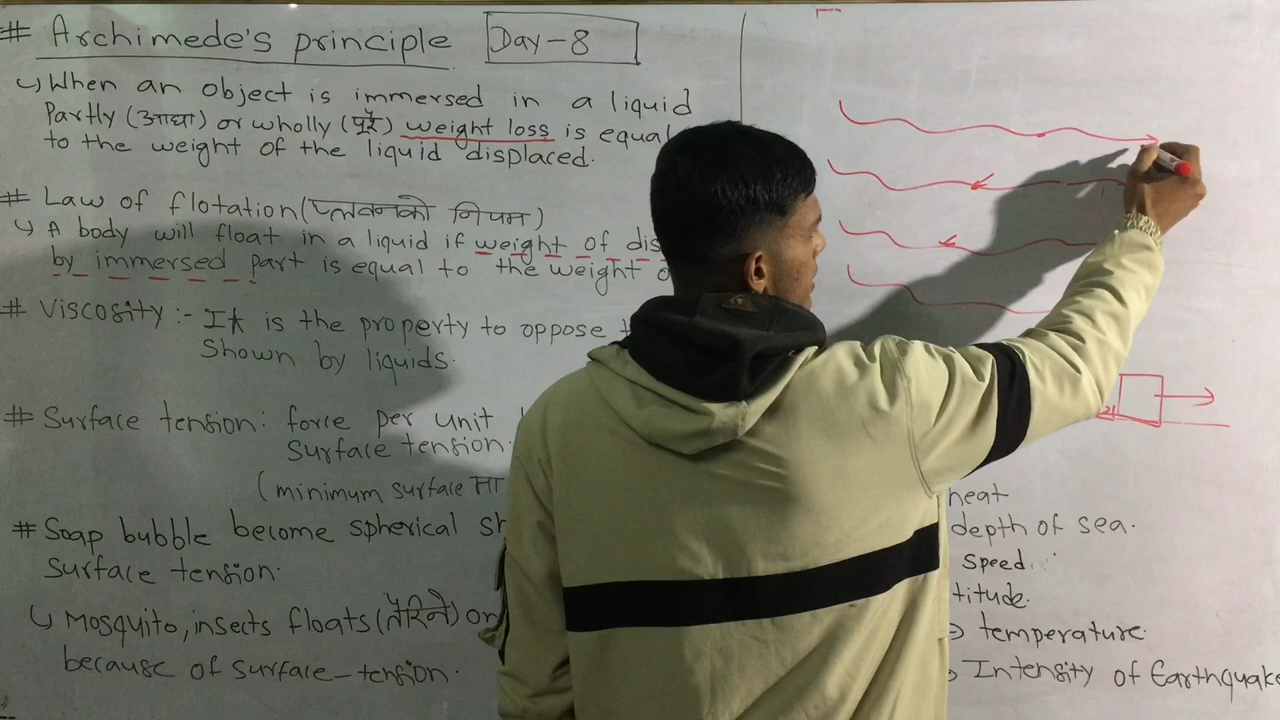 # Archimede's principle Day-8
When an object is immersed in a liquid
Partly (आधा) or wholly (पुरै) weight loss is equal
to the weight of the liquid displaced.
# Law of flotation (प्लवनको नियम)
A body will float in a liquid if weight of dis
by immersed part is equal to the weight o
# Viscosity :- It is the property to oppose
Shown by liquids.
# Surface tension: force per unit
Surface tension.
(minimum surface मा
# Soap bubble become spherical sh
Surface tension.
Mosquito, insects floats (तैरिने) on
because of surface-tension.
heat
depth of sea.
speed.
titude.
temperature.
Intensity of Earthquake